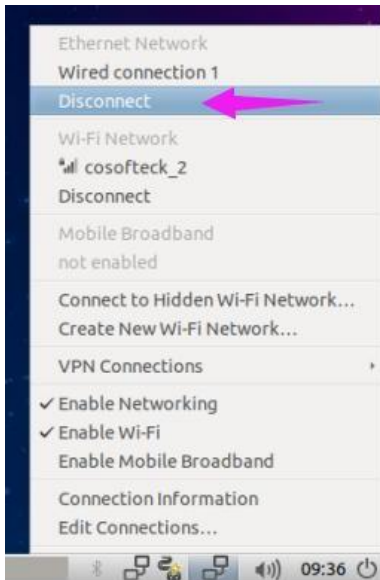 Ethernet Network
Wired connection 1
Disconnect
Wi-Fi Network
cosofteck_2
Disconnect
Mobile Broadband
not enabled
Connect to Hidden Wi-Fi Network...
Create New Wi-Fi Network...
VPN Connections
Enable Networking
Enable Wi-Fi
Enable Mobile Broadband
Connection Information
Edit Connections...
09:36